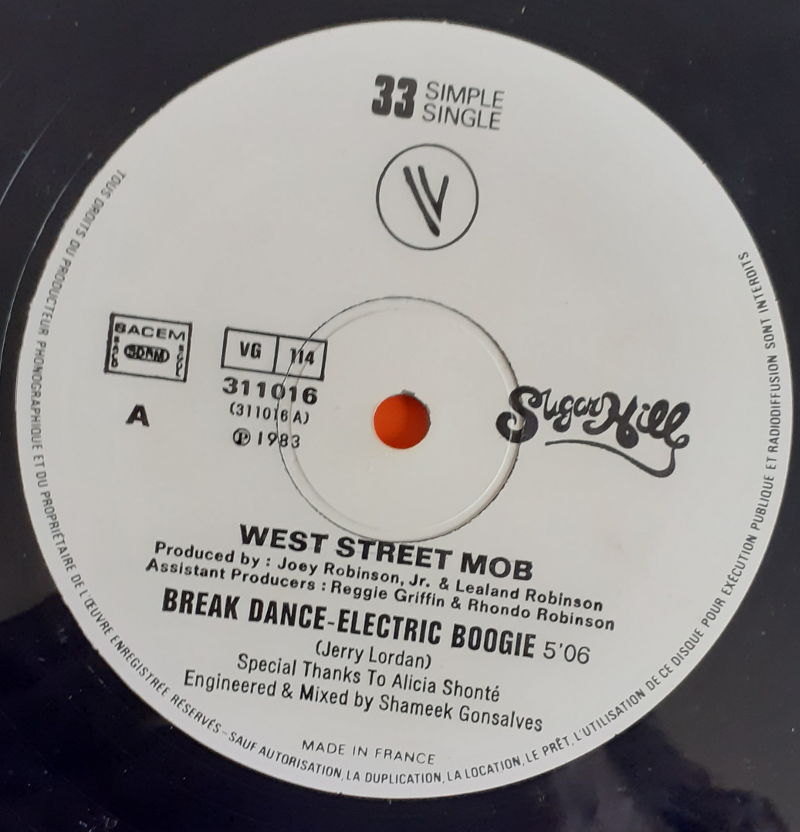 33 SIMPLE
SINGLE
SACEM
SDRM
VG 114
311016
(311016 A)
Ⓟ 1983
A
Sugar Hill
WEST STREET MOB
Produced by : Joey Robinson, Jr. & Lealand Robinson
Assistant Producers : Reggie Griffin & Rhondo Robinson
BREAK DANCE-ELECTRIC BOOGIE 5'06
(Jerry Lordan)
Special Thanks To Alicia Shonté
Engineered & Mixed by Shameek Gonsalves
MADE IN FRANCE
TOUS DROITS DU PRODUCTEUR PHONOGRAPHIQUE ET DU PROPRIÉTAIRE DE L'ŒUVRE ENREGISTRÉE RÉSERVÉS - SAUF AUTORISATION, LA DUPLICATION, LA LOCATION, LE PRÊT, L'UTILISATION DE CE DISQUE POUR EXÉCUTION PUBLIQUE ET RADIODIFFUSION SONT INTERDITS